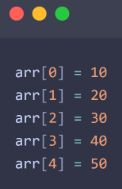 arr[0] = 10
arr[1] = 20
arr[2] = 30
arr[3] = 40
arr[4] = 50